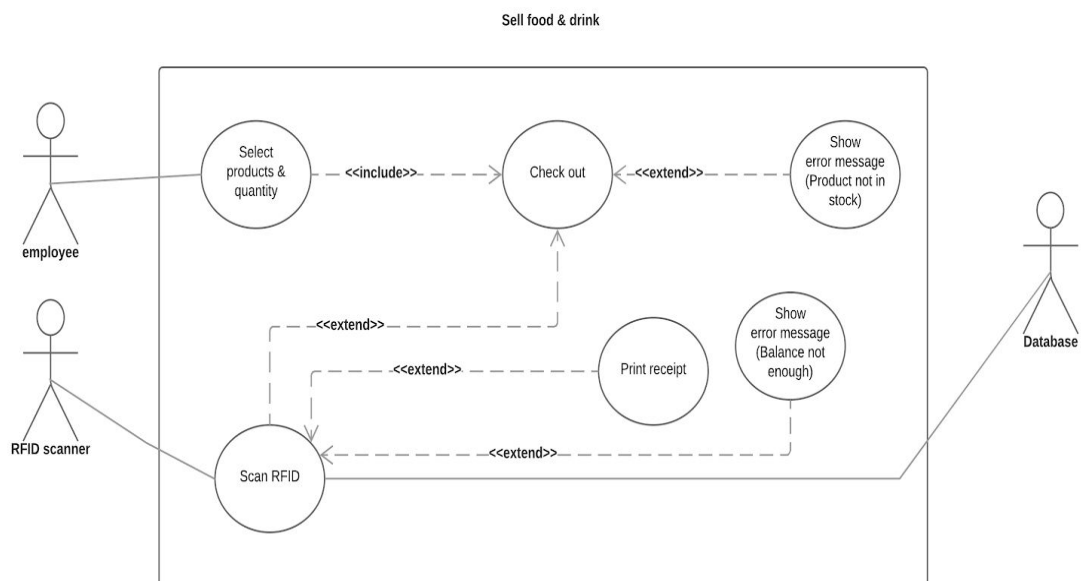 Sell food & drink
employee
Select
products &
quantity
<<include>>
Check out
<<extend>>
Show
error message
(Product not in
stock)
RFID scanner
<<extend>>
<<extend>>
Print receipt
Show
error message
(Balance not
enough)
Database
<<extend>>
Scan RFID